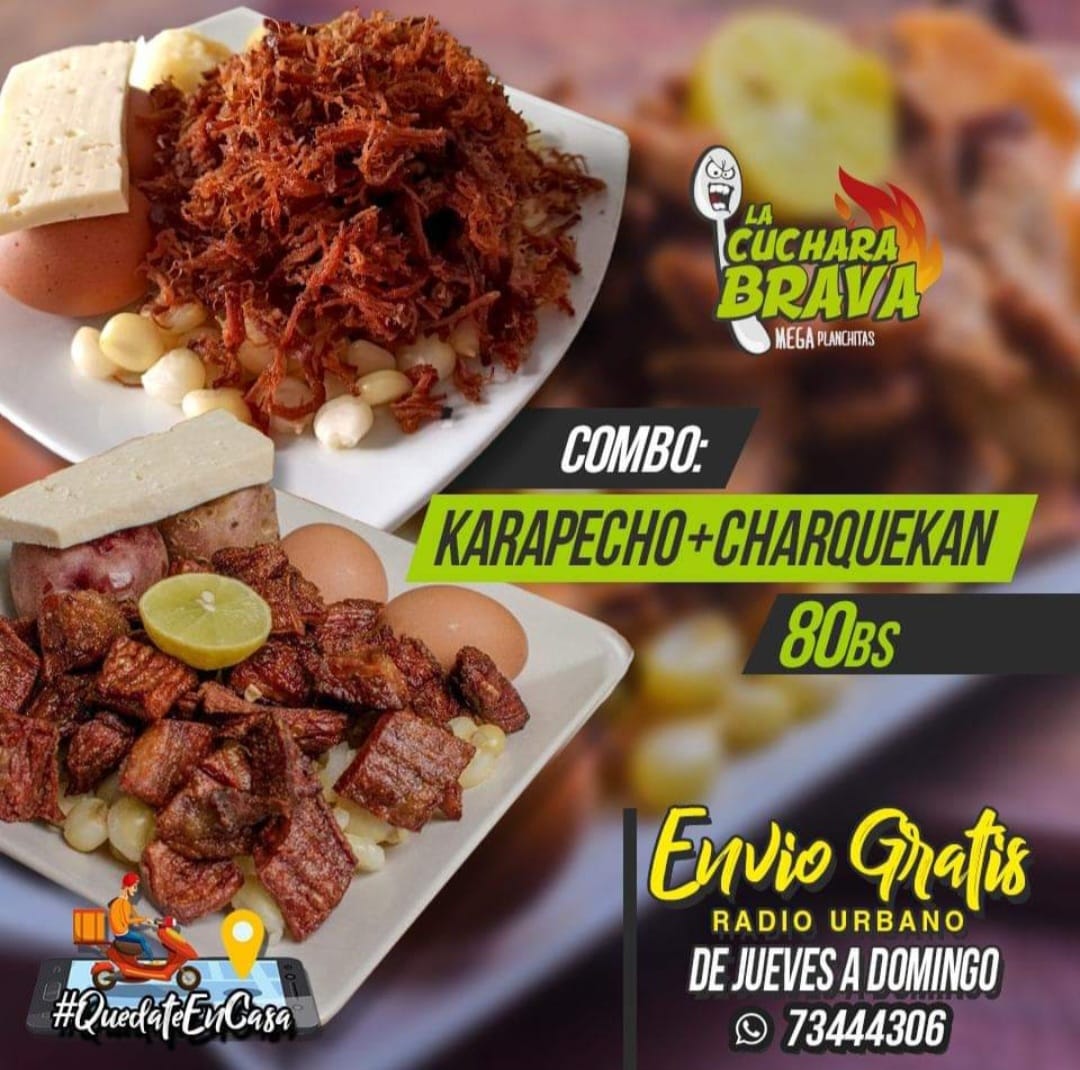 LA
CUCHARA
BRAVA
MEGA PLANCHITAS
COMBO:
KARAPECHO+CHARQUEKAN
80BS
Envio Gratis
RADIO URBANO
DE JUEVES A DOMINGO
73444306
#QuedateEnCasa